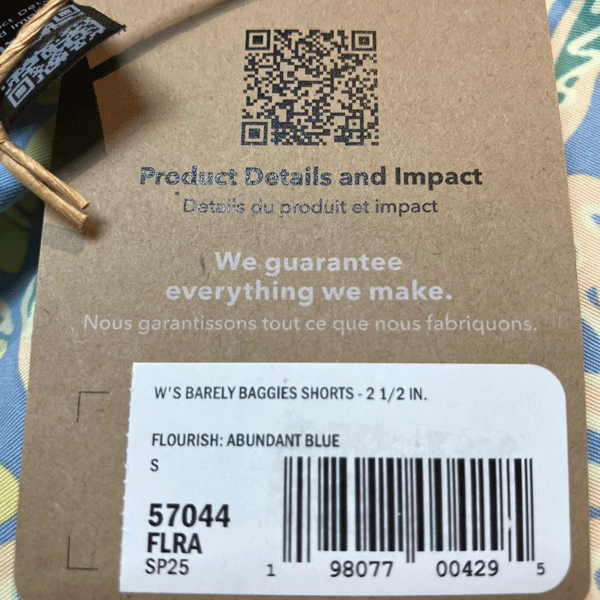 Product Details and Impact
Détails du produit et impact
We guarantee
everything we make.
Nous garantissons tout ce que nous fabriquons.
W'S BARELY BAGGIES SHORTS - 2 1/2 IN.
FLOURISH: ABUNDANT BLUE
S
57044
FLRA
SP25
1 98077 00429 5